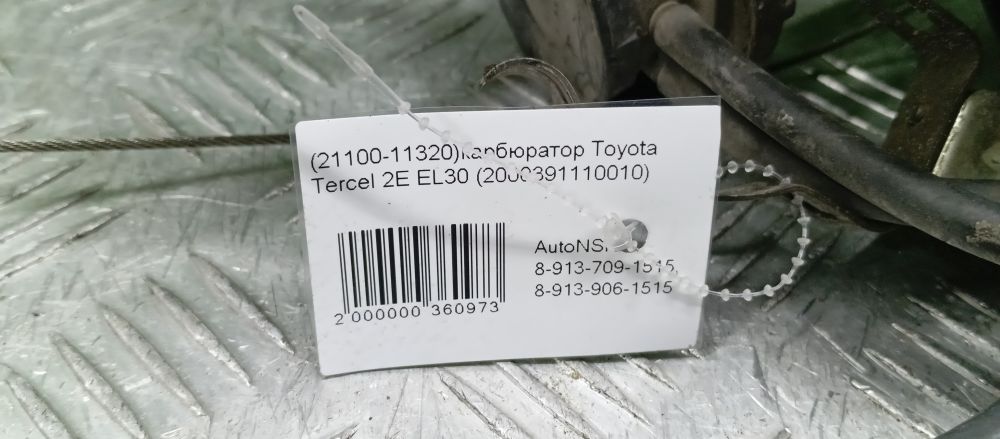 (21100-11320)карбюратор Toyota
Tercel 2E EL30 (2000391110010)
AutoNSK
8-913-709-1515,
8-913-906-1515
2 000000 360973